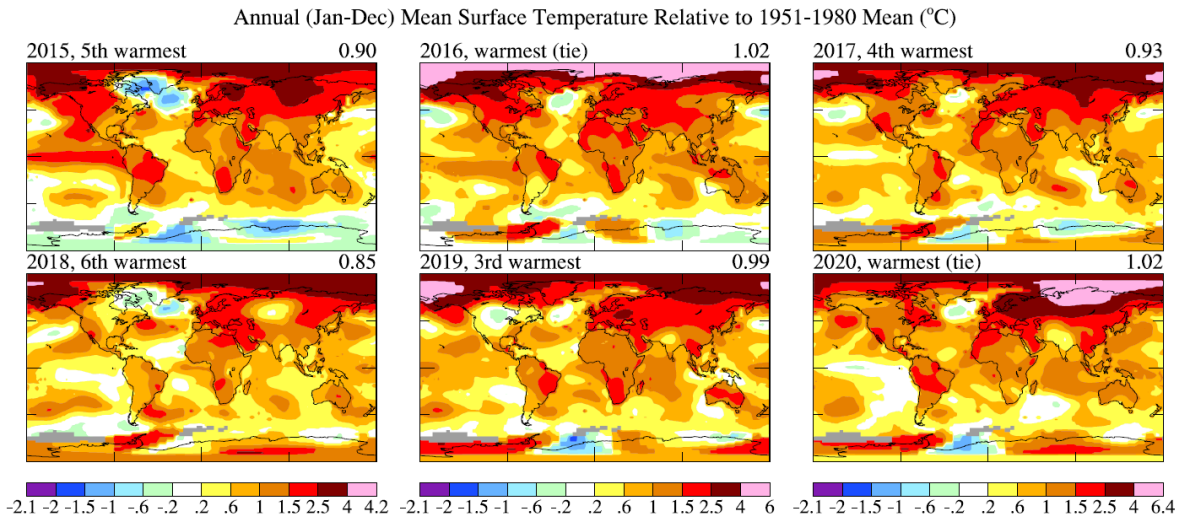 Annual (Jan-Dec) Mean Surface Temperature Relative to 1951-1980 Mean (°C)
2015, 5th warmest 0.90
2016, warmest (tie) 1.02
2017, 4th warmest 0.93
2018, 6th warmest 0.85
2019, 3rd warmest 0.99
2020, warmest (tie) 1.02
-2.1 -2 -1.5 -1 -.6 -.2 .2 .6 1 1.5 2.5 4 4.2
-2.1 -2 -1.5 -1 -.6 -.2 .2 .6 1 1.5 2.5 4 6
-2.1 -2 -1.5 -1 -.6 -.2 .2 .6 1 1.5 2.5 4 6.4